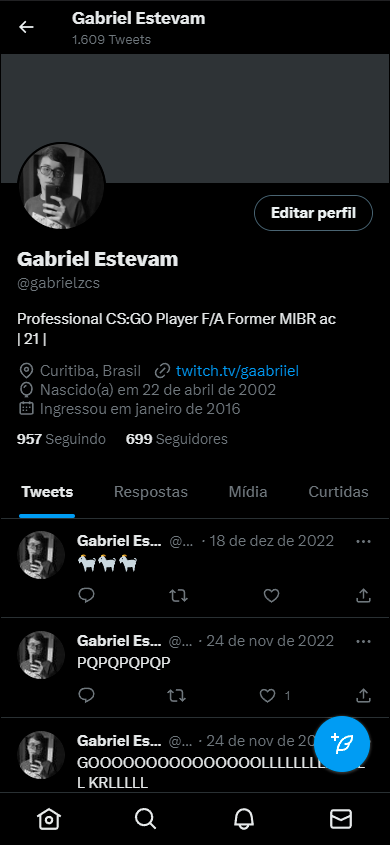 Gabriel Estevam
1.609 Tweets
Editar perfil
Gabriel Estevam
@gabrielzcs
Professional CS:GO Player F/A Former MIBR ac
| 21 |
Curitiba, Brasil twitch.tv/gaabriiel
Nascido(a) em 22 de abril de 2002
Ingressou em janeiro de 2016
957 Seguindo 699 Seguidores
Tweets Respostas Mídia Curtidas
Gabriel Es... @... · 18 de dez de 2022
🐐🐐🐐
Gabriel Es... @... · 24 de nov de 2022
PQPQPQPQP
1
Gabriel Es... @... · 24 de nov de 20
L KRLLLLL